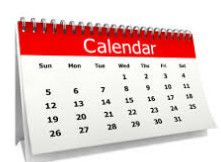 Calendar
Sun Mon Tue Wed Thu Fri Sat
1 2 3 4
5 6 7 8 9 10 11
12 13 14 15 16 17 18
19 20 21 22 23 24 25
26 27 28 29 30 31